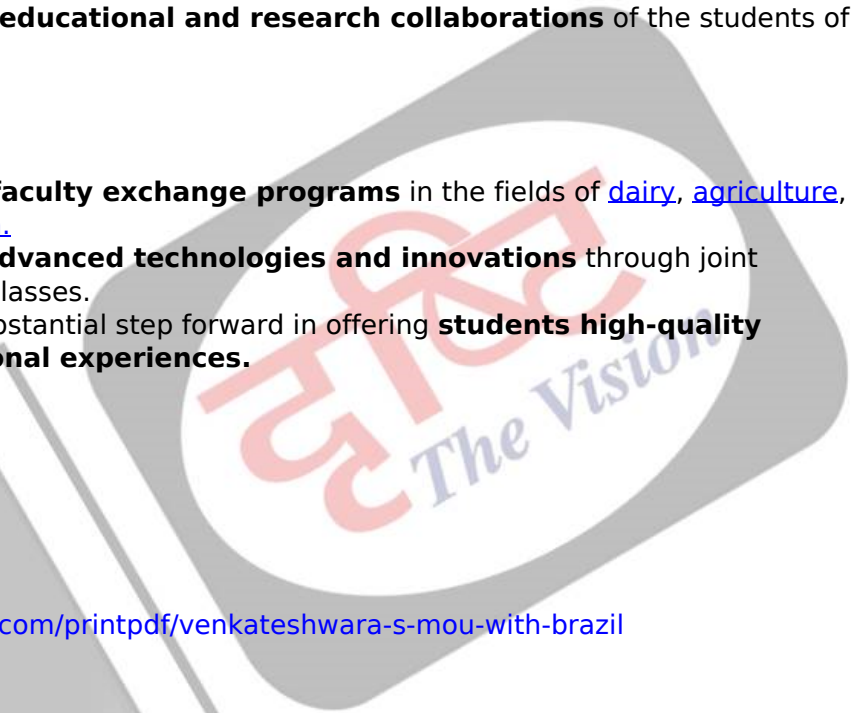 educational and research collaborations of the students of
faculty exchange programs in the fields of dairy, agriculture,
.
dvanced technologies and innovations through joint
lasses.
bstantial step forward in offering students high-quality
onal experiences.
दृष्टि
The Vision
com/printpdf/venkateshwara-s-mou-with-brazil